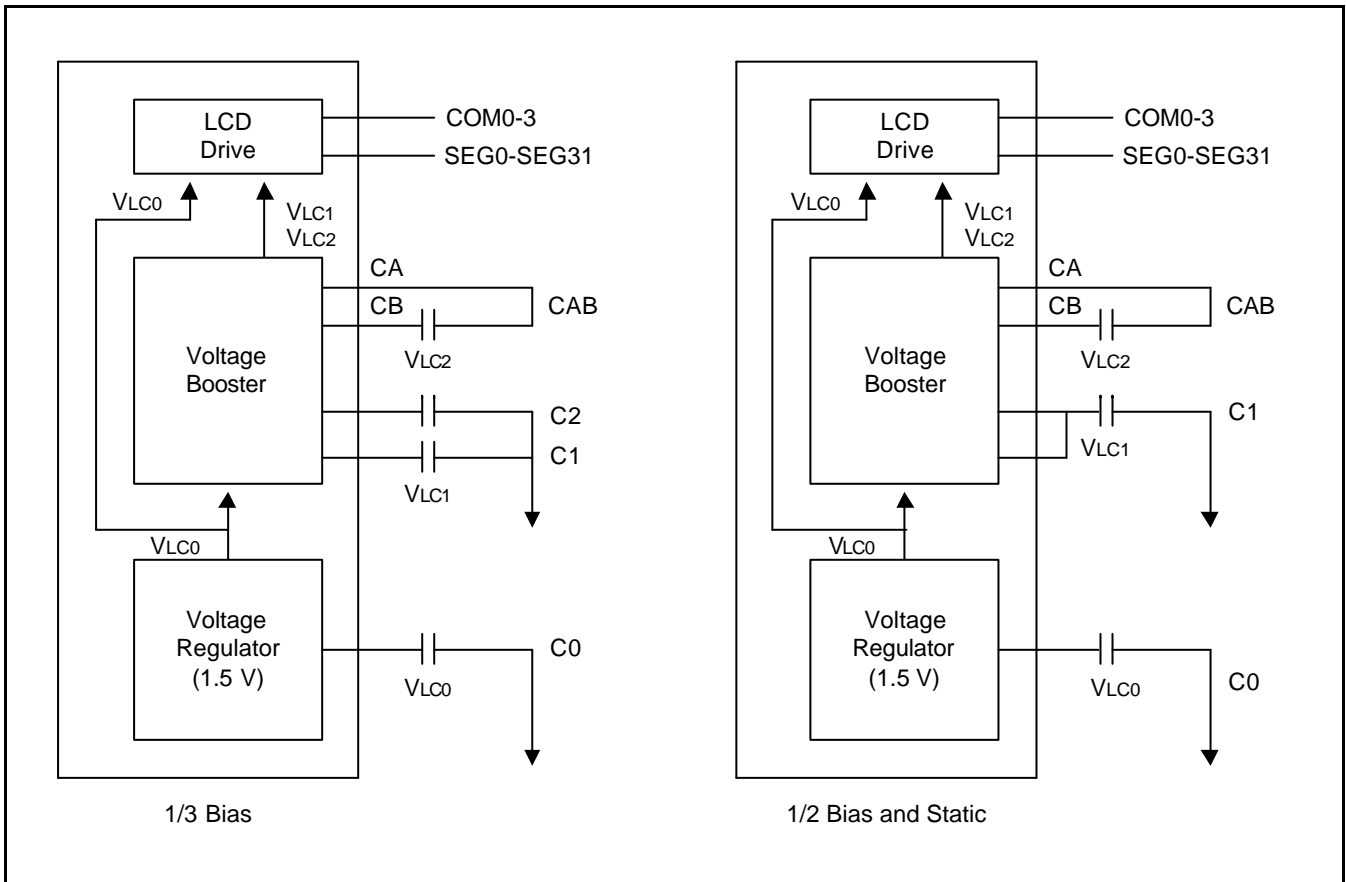 LCD
Drive
COM0-3
SEG0-SEG31
VLC0
VLC1
VLC2
CA
CB
CAB
VLC2
Voltage
Booster
C2
C1
VLC1
VLC0
Voltage
Regulator
(1.5 V)
C0
VLC0
1/3 Bias
LCD
Drive
COM0-3
SEG0-SEG31
VLC0
VLC1
VLC2
CA
CB
CAB
VLC2
Voltage
Booster
C1
VLC1
VLC0
Voltage
Regulator
(1.5 V)
C0
VLC0
1/2 Bias and Static